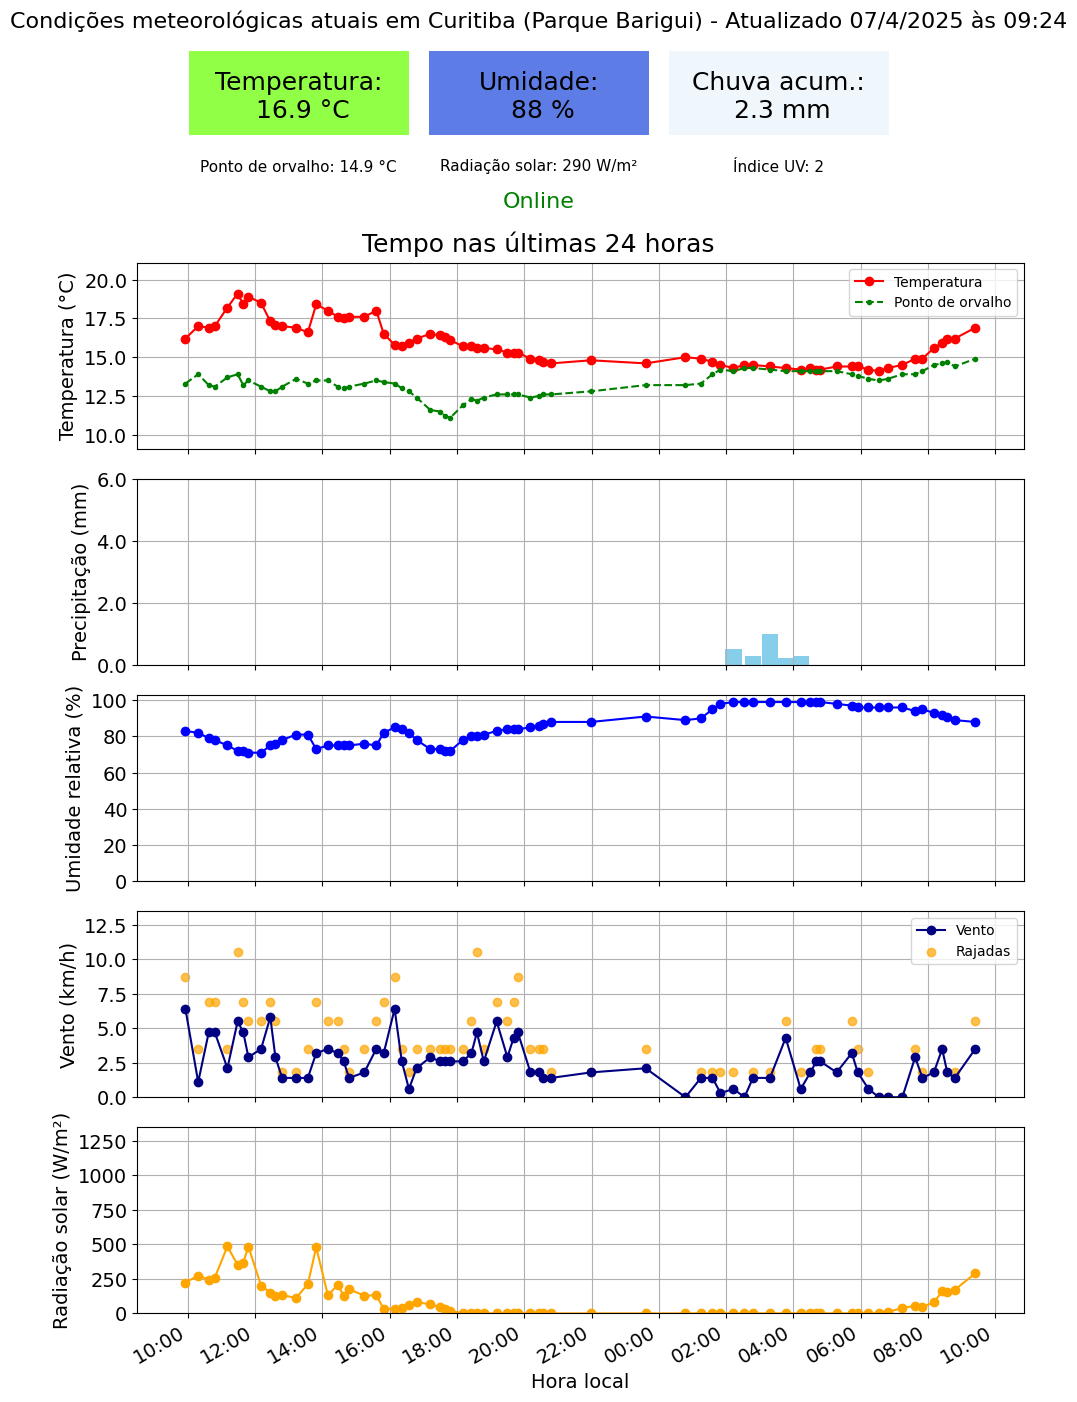 Condições meteorológicas atuais em Curitiba (Parque Barigui) - Atualizado 07/4/2025 às 09:24
Temperatura:
16.9 °C
Umidade:
88 %
Chuva acum.:
2.3 mm
Ponto de orvalho: 14.9 °C
Radiação solar: 290 W/m²
Índice UV: 2
Online
Tempo nas últimas 24 horas
Temperatura (°C)
20.0
17.5
15.0
12.5
10.0
Temperatura
Ponto de orvalho
Precipitação (mm)
6.0
4.0
2.0
0.0
Umidade relativa (%)
100
80
60
40
20
0
Vento (km/h)
12.5
10.0
7.5
5.0
2.5
0.0
Vento
Rajadas
Radiação solar (W/m²)
1250
1000
750
500
250
0
10:00
12:00
14:00
16:00
18:00
20:00
22:00
00:00
02:00
04:00
06:00
08:00
10:00
Hora local